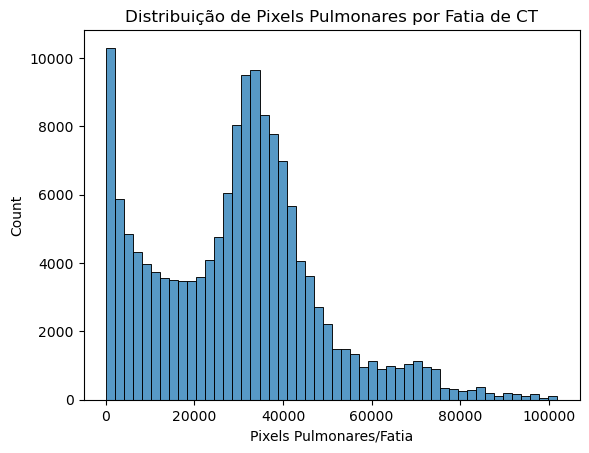 Distribuição de Pixels Pulmonares por Fatia de CT
10000
8000
6000
4000
2000
0
Count
0 20000 40000 60000 80000 100000
Pixels Pulmonares/Fatia